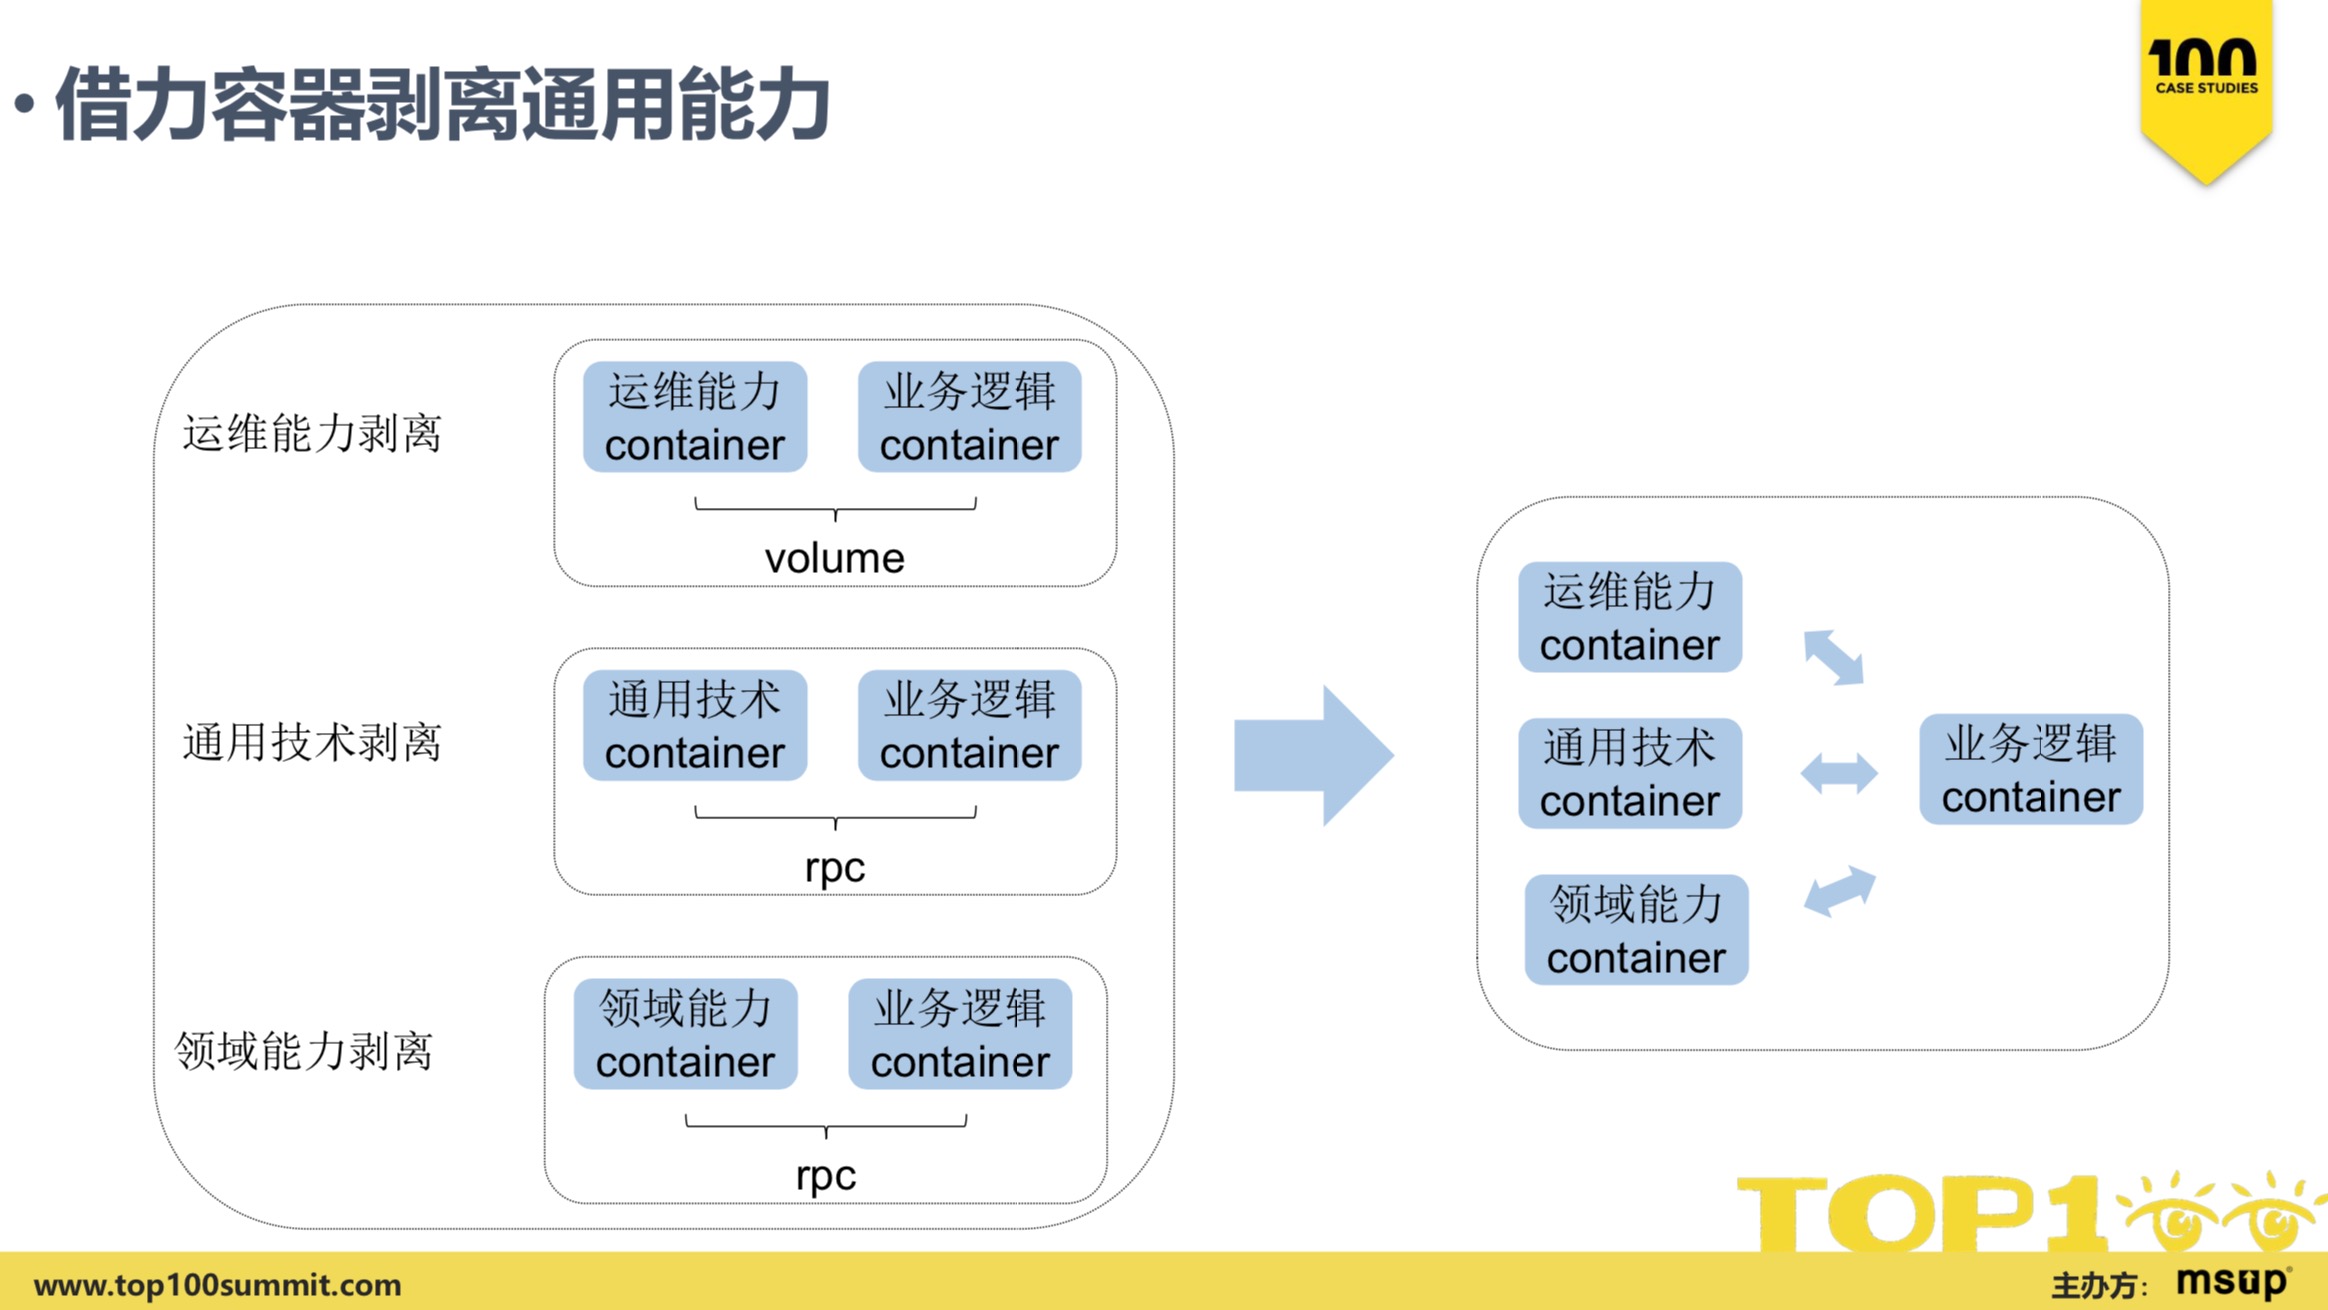 • 借力容器剥离通用能力
100
CASE STUDIES
运维能力剥离
运维能力
container
业务逻辑
container
volume
通用技术剥离
通用技术
container
业务逻辑
container
rpc
领域能力剥离
领域能力
container
业务逻辑
container
rpc
运维能力
container
通用技术
container
领域能力
container
业务逻辑
container
TOP100
www.top100summit.com
主办方：msup®